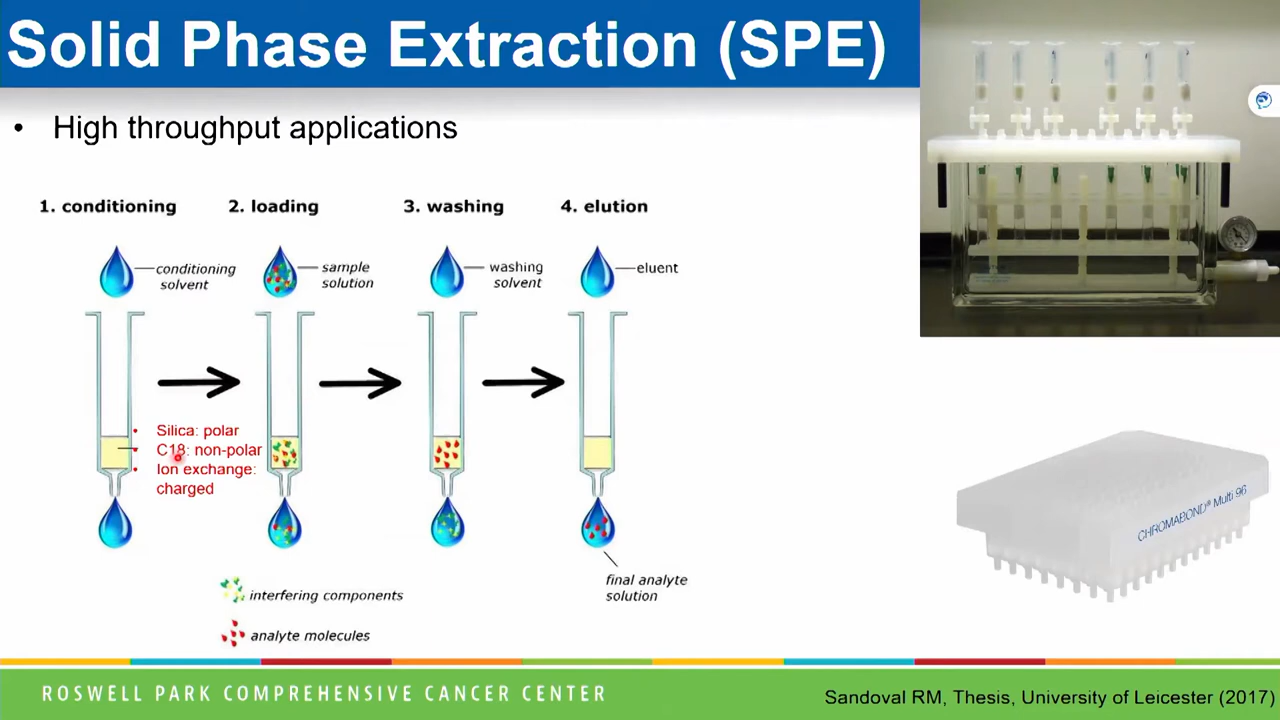 Solid Phase Extraction (SPE)
• High throughput applications
1. conditioning
2. loading
3. washing
4. elution
conditioning
solvent
sample
solution
washing
solvent
eluent
• Silica: polar
• C18: non-polar
• Ion exchange:
charged
final analyte
solution
interfering components
analyte molecules
CHROMABOND® Multi 96
ROSWELL PARK COMPREHENSIVE CANCER CENTER
Sandoval RM, Thesis, University of Leicester (2017)